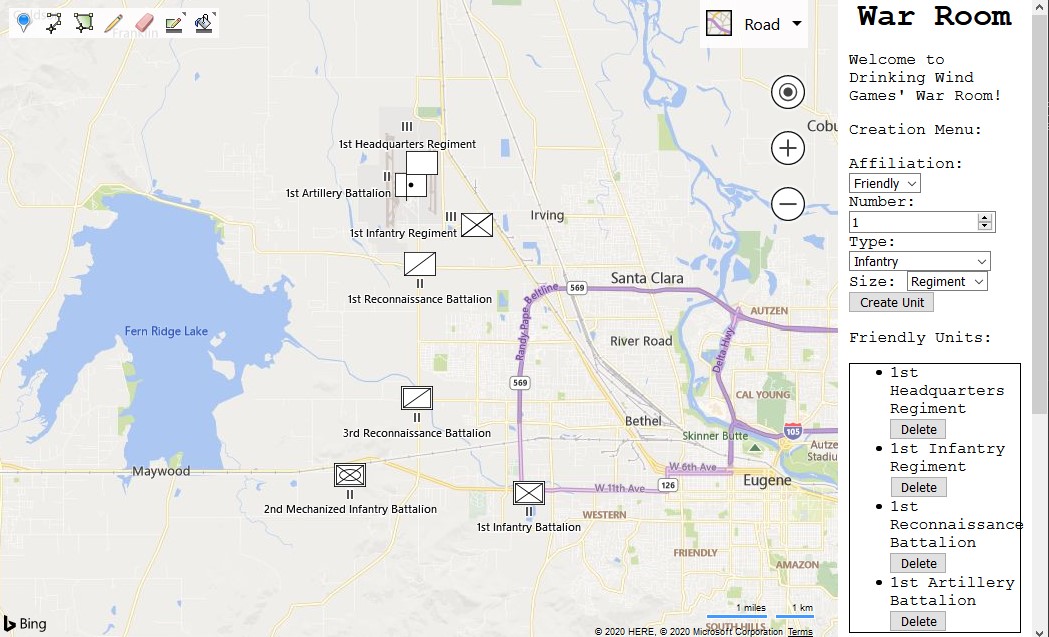 Franklin
Road
War Room
Welcome to
Drinking Wind
Games' War Room!
Creation Menu:
Affiliation:
Friendly
Number:
1
Type:
Infantry
Size: Regiment
Create Unit
Friendly Units:
1st
Headquarters
Regiment
Delete
1st Infantry
Regiment
Delete
1st
Reconnaissance
Battalion
Delete
1st Artillery
Battalion
Delete
Cobu
III
1st Headquarters Regiment
II
1st Artillery Battalion
III
1st Infantry Regiment
Irving
II
1st Reconnaissance Battalion
Santa Clara
569
Randy Pape Beltline
AUTZEN
Fern Ridge Lake
River Road
Delta Hwy
569
CAL YOUNG
II
3rd Reconnaissance Battalion
Bethel
105
Skinner Butte
Autze
Stadiu
Maywood
W 6th Ave
Eugene
126
W 11th Ave
II
2nd Mechanized Infantry Battalion
II
1st Infantry Battalion
WESTERN
FRIENDLY
AMAZON
1 miles
1 km
SOUTH HILLS
Bing
© 2020 HERE, © 2020 Microsoft Corporation Terms